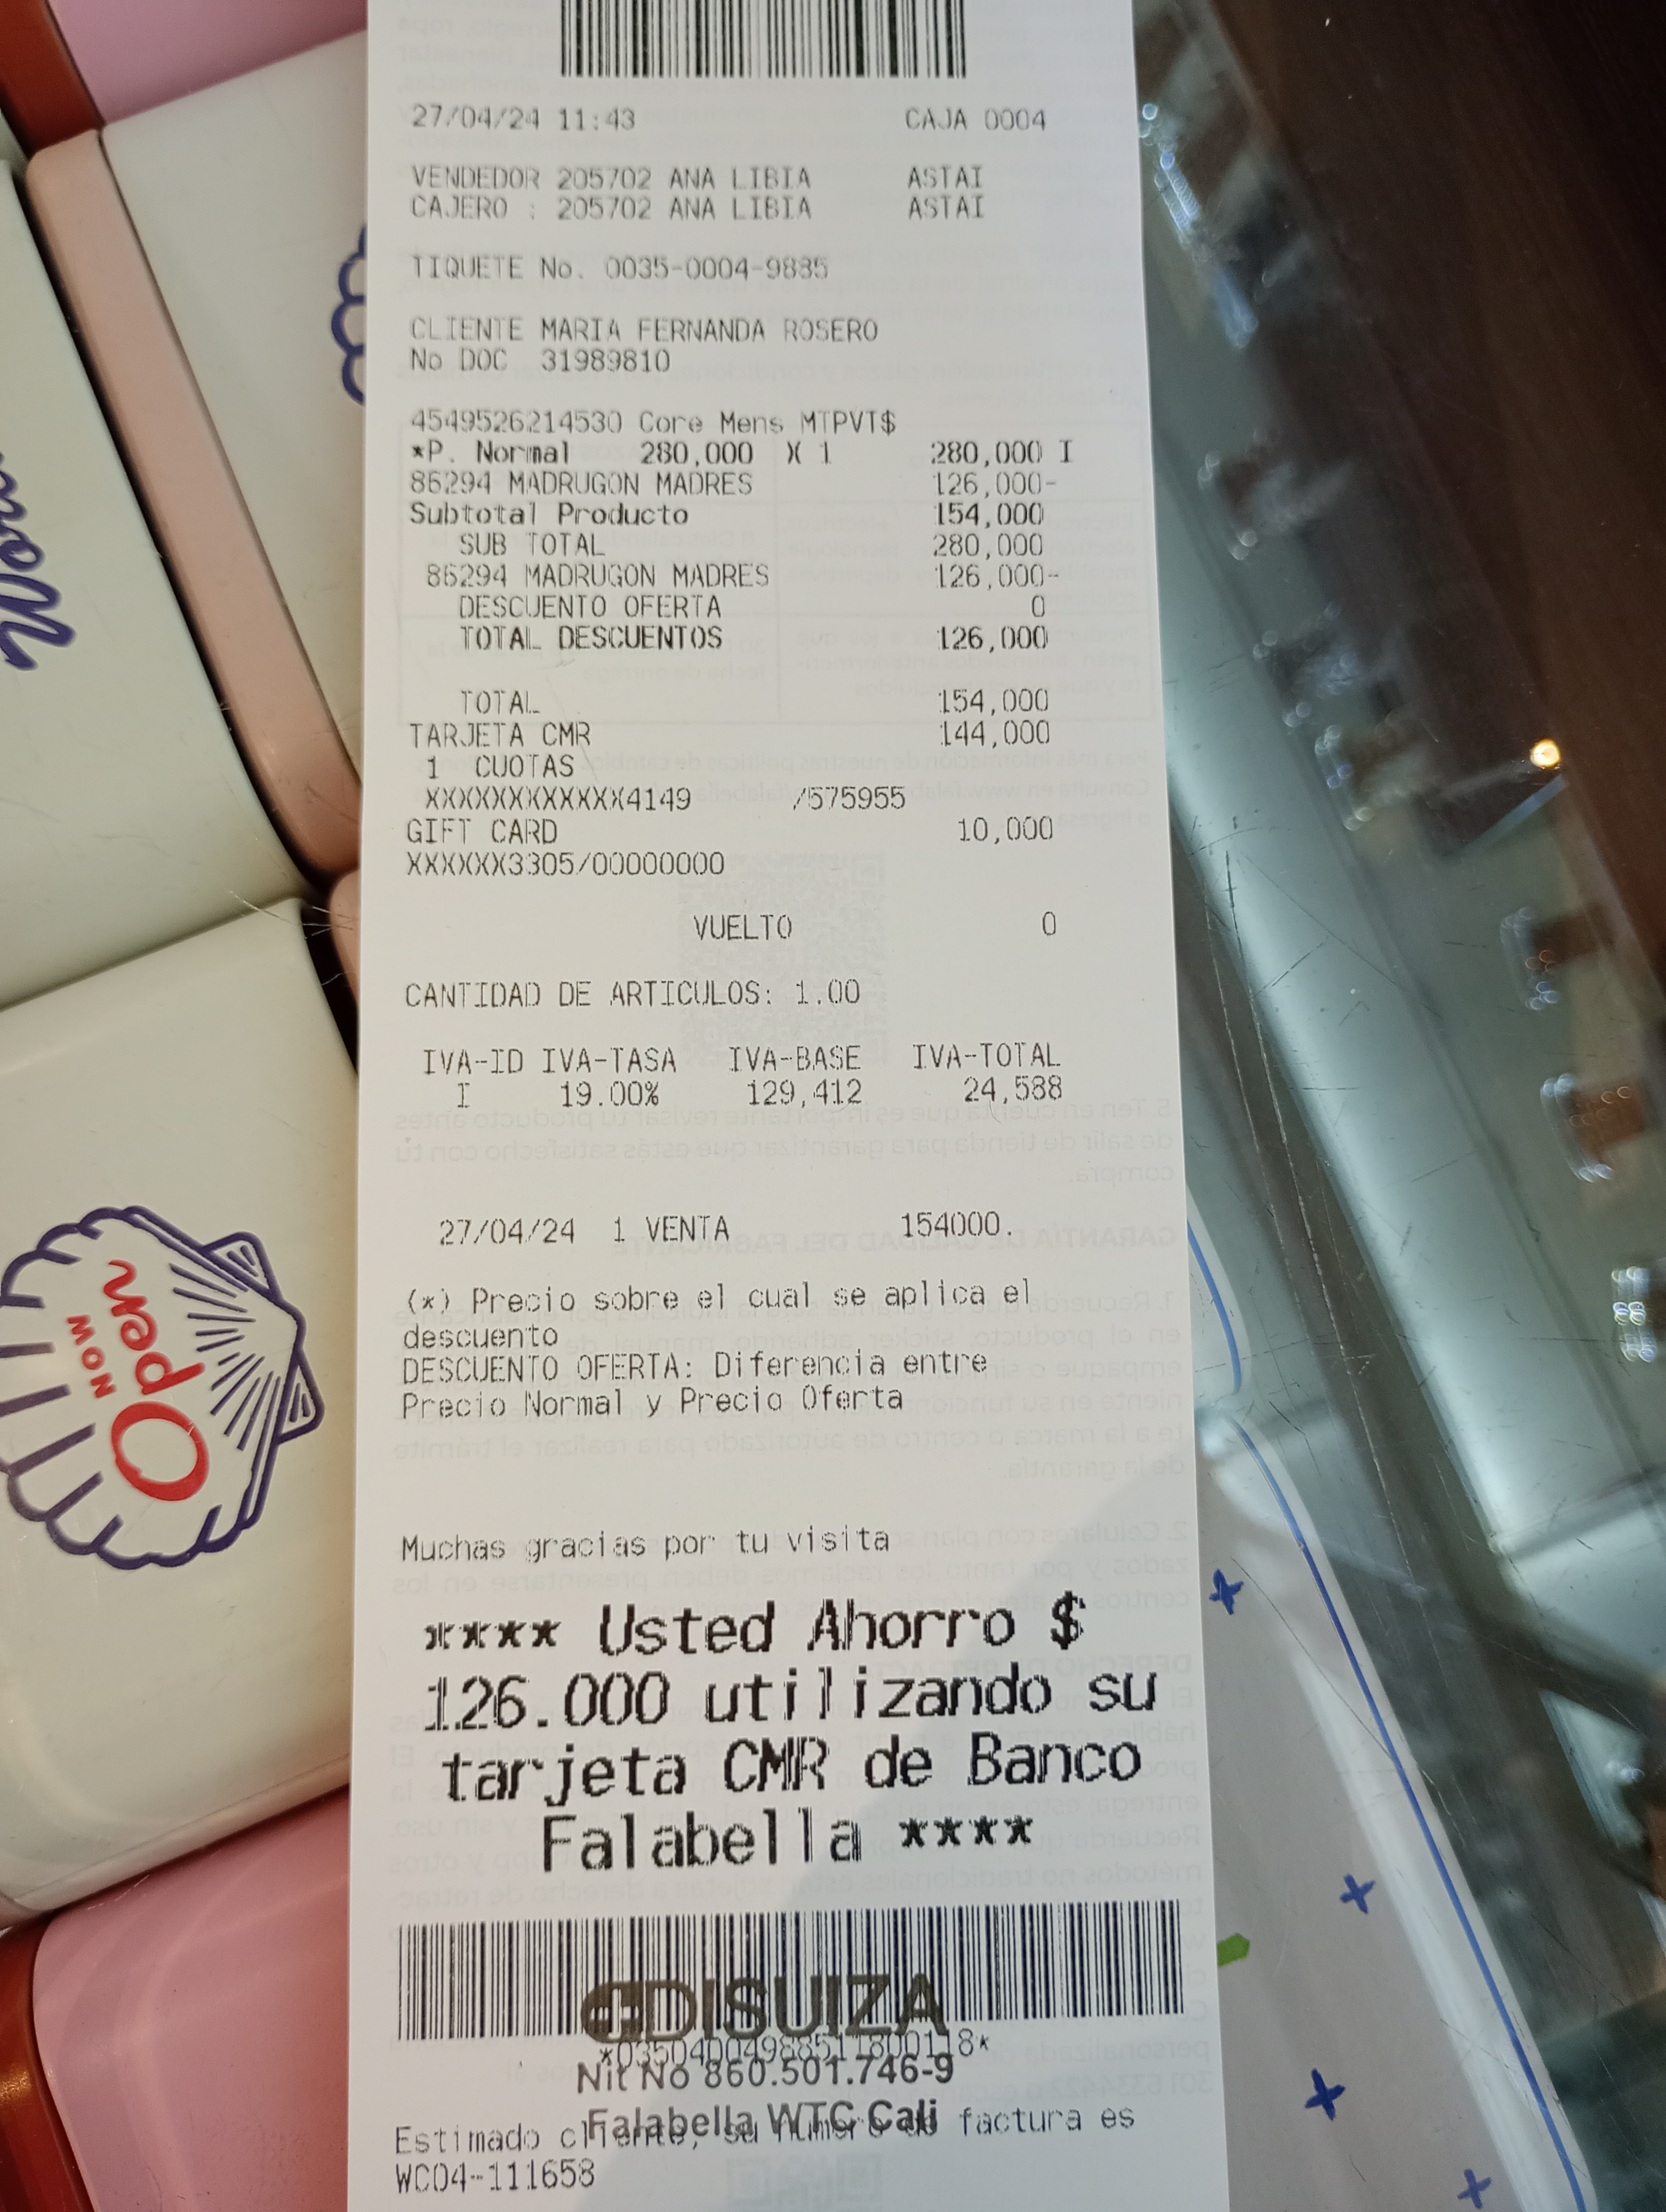 27/04/24 11:43 CAJA 0004
VENDEDOR 205702 ANA LIBIA ASTAI
CAJERO : 205702 ANA LIBIA ASTAI
TIQUETE No. 0035-0004-9885
CLIENTE MARIA FERNANDA ROSERO
No DOC 31989810
4549526214530 Core Mens MTPVT$
*P. Normal 280,000 X 1 280,000 I
86294 MADRUGON MADRES 126,000-
Subtotal Producto 154,000
SUB TOTAL 280,000
86294 MADRUGON MADRES 126,000-
DESCUENTO OFERTA 0
TOTAL DESCUENTOS 126,000
TOTAL 154,000
TARJETA CMR 144,000
1 CUOTAS
XXXXXXXXXXXX4149 /575955
GIFT CARD 10,000
XXXXXX3305/00000000
VUELTO 0
CANTIDAD DE ARTICULOS: 1.00
IVA-ID IVA-TASA IVA-BASE IVA-TOTAL
I 19.00% 129,412 24,588
27/04/24 1 VENTA 154000.
(*) Precio sobre el cual se aplica el
descuento
DESCUENTO OFERTA: Diferencia entre
Precio Normal y Precio Oferta
Muchas gracias por tu visita
**** Usted Ahorro $
126.000 utilizando su
tarjeta CMR de Banco
Falabella ****
DISUIZA
Nit No 860.501.746-9
Falabella WTC Cali
Estimado cliente, su numero de factura es
WC04-111658
Open
NOW